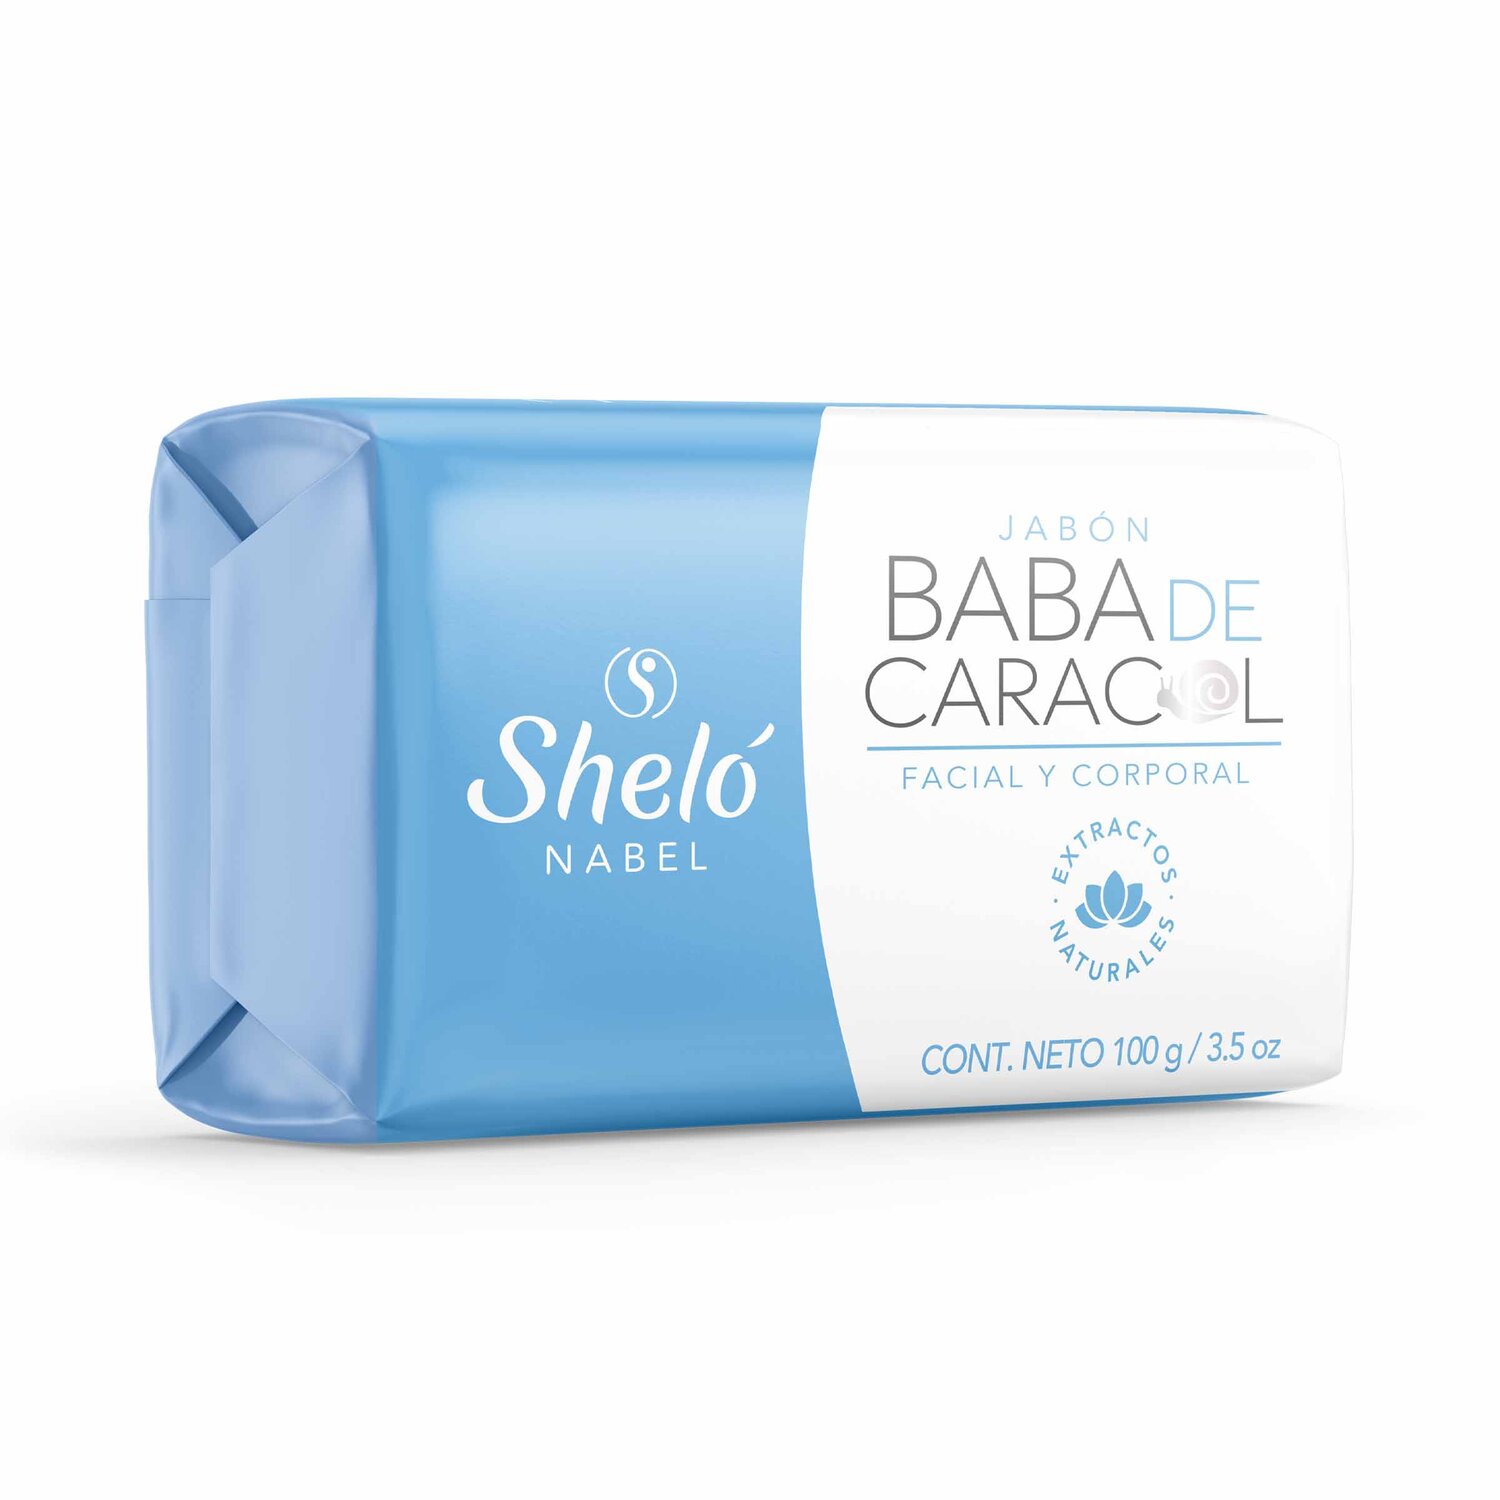 Sheló
NABEL
JABÓN
BABA DE
CARACOL
FACIAL Y CORPORAL
EXTRACTOS
NATURALES
CONT. NETO 100 g / 3.5 oz